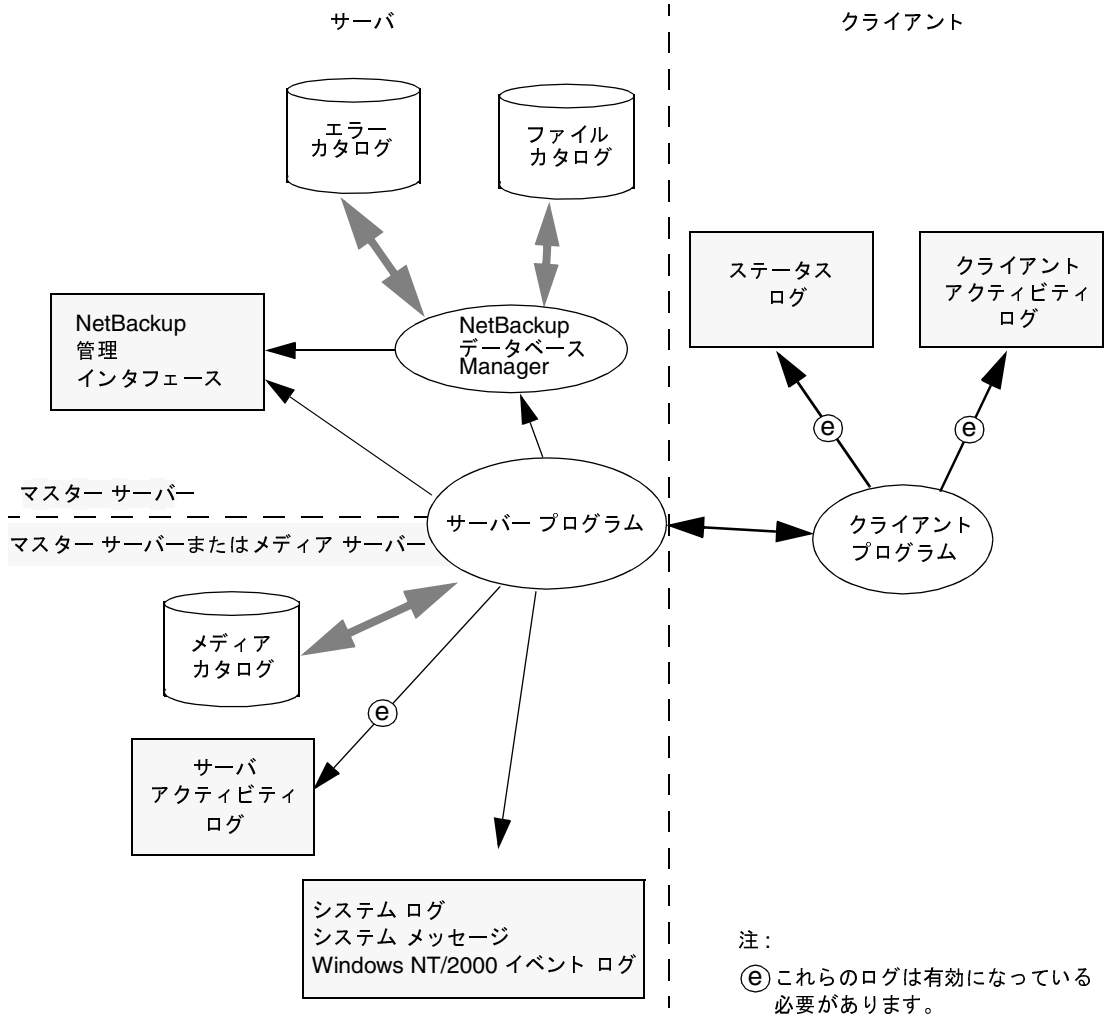 サーバ
クライアント
エラー
カタログ
ファイル
カタログ
ステータス
ログ
クライアント
アクティビティ
ログ
NetBackup
管理
インタフェース
NetBackup
データベース
Manager
e
e
マスター サーバー
マスター サーバーまたはメディア サーバー
サーバー プログラム
クライアント
プログラム
メディア
カタログ
e
サーバ
アクティビティ
ログ
システム ログ
システム メッセージ
Windows NT/2000 イベント ログ
注 :
e これらのログは有効になっている
必要があります。